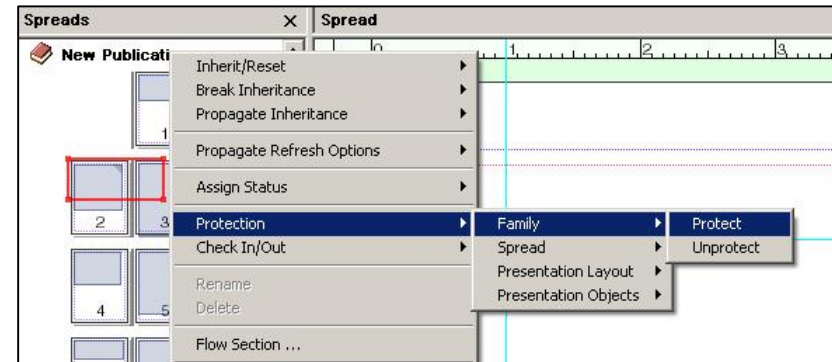 Spreads
Spread
New Publicati
0 1 2 3
Inherit/Reset
Break Inheritance
Propagate Inheritance
1
Propagate Refresh Options
Assign Status
2 3
Protection
Family
Protect
Check In/Out
Spread
Unprotect
Presentation Layout
Rename
Presentation Objects
4 5
Delete
Flow Section ...